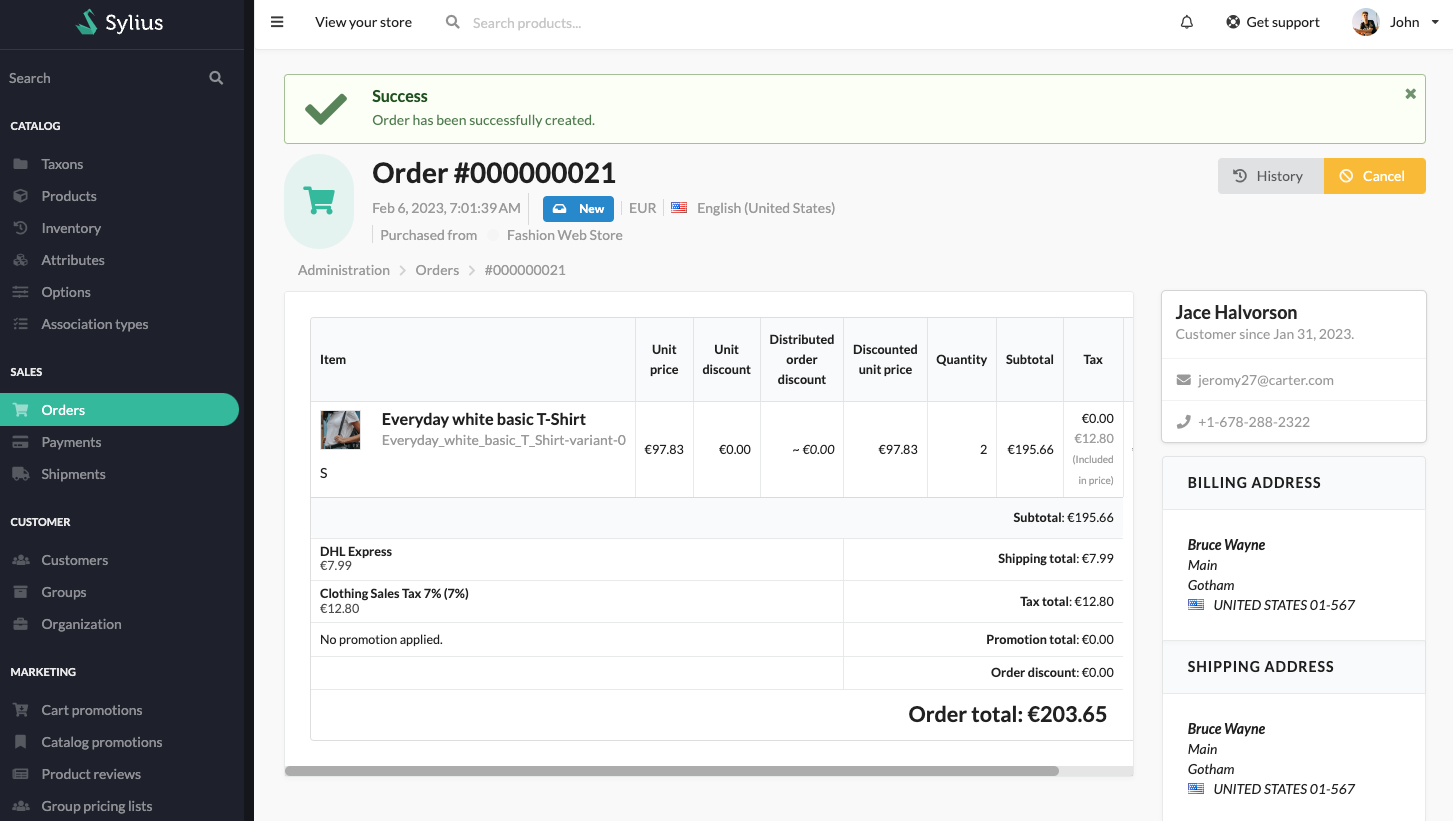 Sylius
View your store
Search products...
Get support
John
Search
CATALOG
Taxons
Products
Inventory
Attributes
Options
Association types
SALES
Orders
Payments
Shipments
CUSTOMER
Customers
Groups
Organization
MARKETING
Cart promotions
Catalog promotions
Product reviews
Group pricing lists
Success
Order has been successfully created.
Order #000000021
Feb 6, 2023, 7:01:39 AM New EUR English (United States)
Purchased from Fashion Web Store
History
Cancel
Administration Orders #000000021
Item
Unit price
Unit discount
Distributed order discount
Discounted unit price
Quantity
Subtotal
Tax
Everyday white basic T-Shirt
Everyday_white_basic_T_Shirt-variant-0
S
€97.83
€0.00
~ €0.00
€97.83
2
€195.66
€0.00
€12.80
(Included
in price)
Subtotal: €195.66
DHL Express
€7.99
Shipping total: €7.99
Clothing Sales Tax 7% (7%)
€12.80
Tax total: €12.80
No promotion applied.
Promotion total: €0.00
Order discount: €0.00
Order total: €203.65
Jace Halvorson
Customer since Jan 31, 2023.
jeromy27@carter.com
+1-678-288-2322
BILLING ADDRESS
Bruce Wayne
Main
Gotham
UNITED STATES 01-567
SHIPPING ADDRESS
Bruce Wayne
Main
Gotham
UNITED STATES 01-567